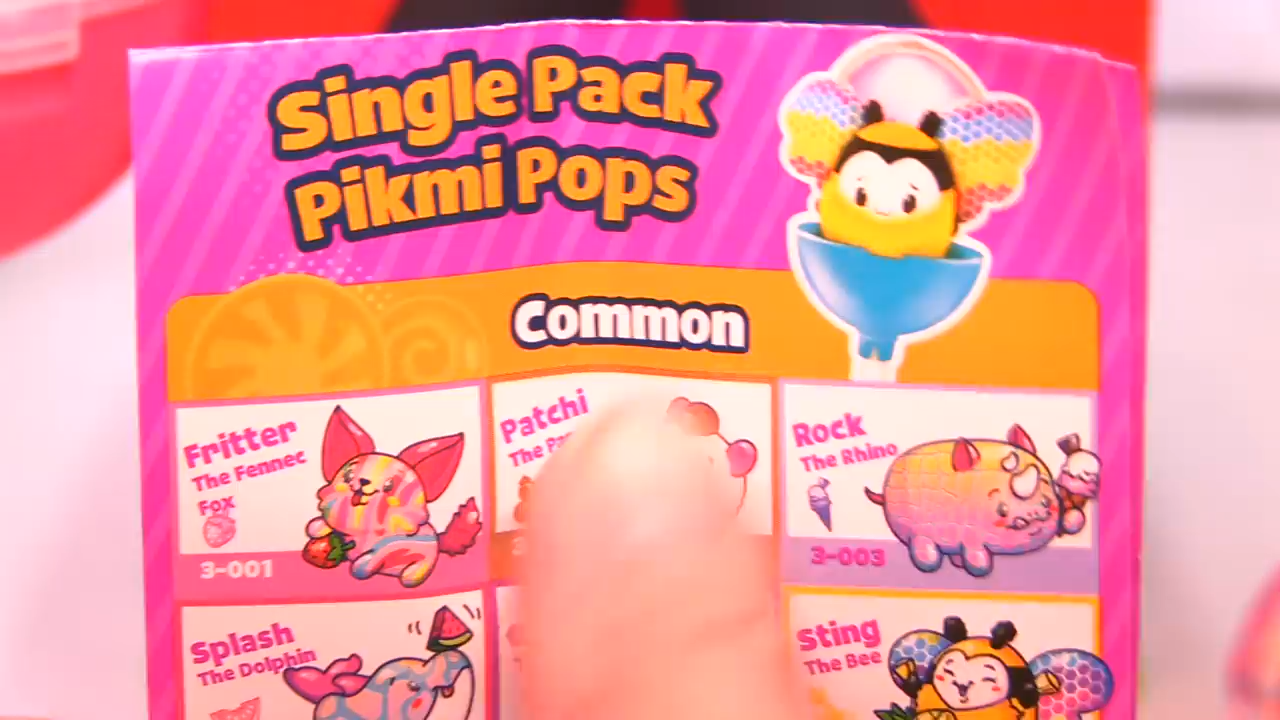 Single Pack
Pikmi Pops
Common
Fritter
The Fennec
Fox
3-001
Patchi
The
Rock
The Rhino
3-003
Splash
The Dolphin
Sting
The Bee